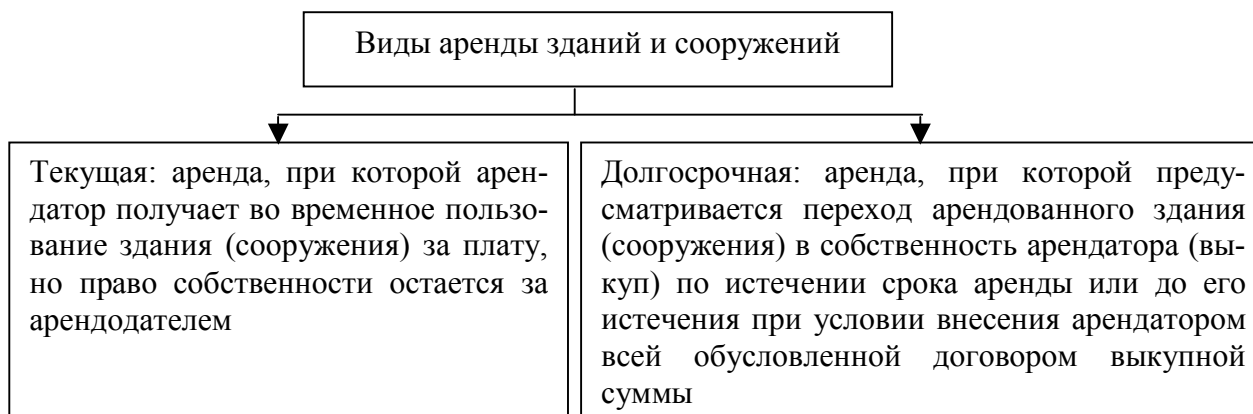 Виды аренды зданий и сооружений
Текущая: аренда, при которой арен-
датор получает во временное пользо-
вание здания (сооружения) за плату,
но право собственности остается за
арендодателем
Долгосрочная: аренда, при которой преду-
сматривается переход арендованного здания
(сооружения) в собственность арендатора (вы-
куп) по истечении срока аренды или до его
истечения при условии внесения арендатором
всей обусловленной договором выкупной
суммы